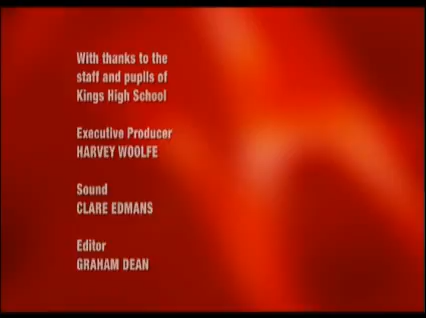 With thanks to the
staff and pupils of
Kings High School
Executive Producer
HARVEY WOOLFE
Sound
CLARE EDMANS
Editor
GRAHAM DEAN